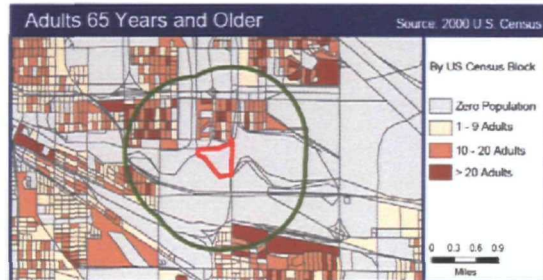 Adults 65 Years and Older
Source: 2000 U.S. Census
By US Census Block
Zero Population
1 - 9 Adults
10 - 20 Adults
> 20 Adults
0 0.3 0.6 0.9
Miles